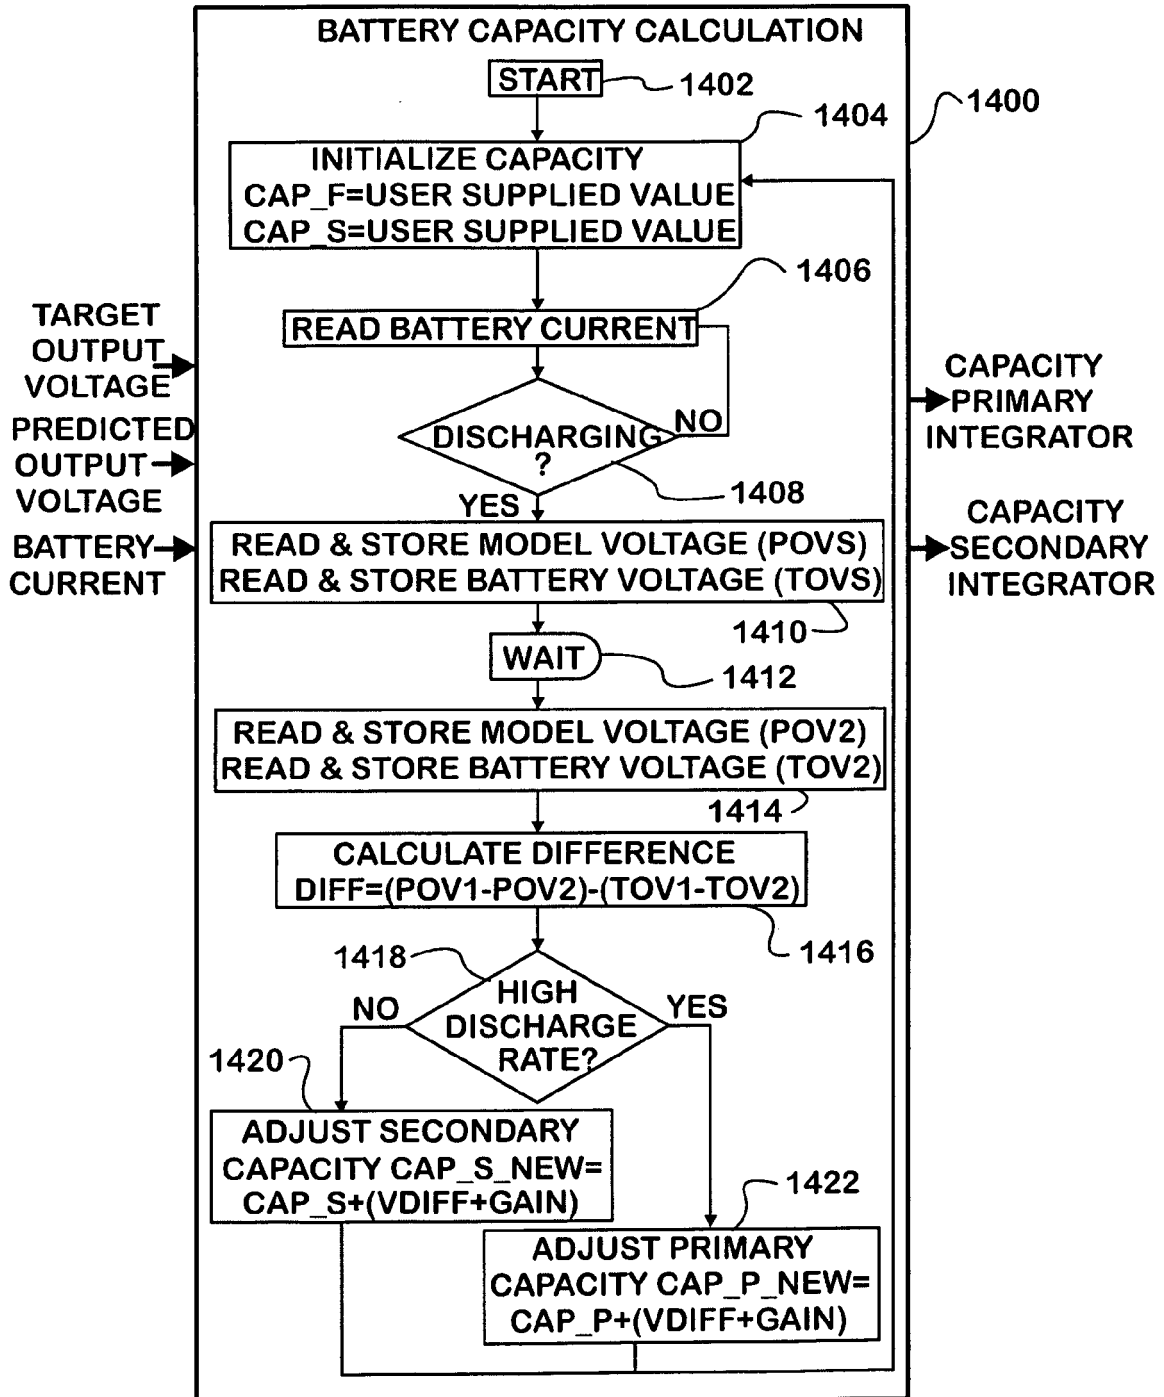 BATTERY CAPACITY CALCULATION
START
1402
1404
1400
INITIALIZE CAPACITY
CAP_F=USER SUPPLIED VALUE
CAP_S=USER SUPPLIED VALUE
1406
READ BATTERY CURRENT
TARGET
OUTPUT
VOLTAGE
PREDICTED
OUTPUT
VOLTAGE
BATTERY
CURRENT
CAPACITY
PRIMARY
INTEGRATOR
CAPACITY
SECONDARY
INTEGRATOR
DISCHARGING
?
NO
1408
YES
READ & STORE MODEL VOLTAGE (POVS)
READ & STORE BATTERY VOLTAGE (TOVS)
1410
WAIT
1412
READ & STORE MODEL VOLTAGE (POV2)
READ & STORE BATTERY VOLTAGE (TOV2)
1414
CALCULATE DIFFERENCE
DIFF=(POV1-POV2)-(TOV1-TOV2)
1416
1418
HIGH
DISCHARGE
RATE?
NO
YES
1420
ADJUST SECONDARY
CAPACITY CAP_S_NEW=
CAP_S+(VDIFF+GAIN)
1422
ADJUST PRIMARY
CAPACITY CAP_P_NEW=
CAP_P+(VDIFF+GAIN)